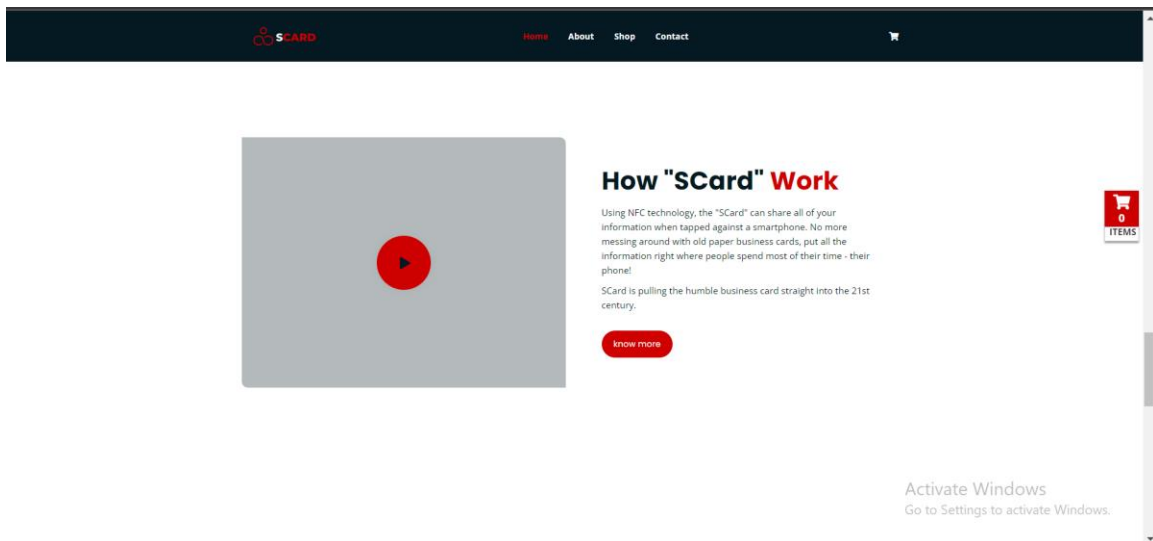 SCARD
Home About Shop Contact
How "SCard" Work
Using NFC technology, the "SCard" can share all of your
information when tapped against a smartphone. No more
messing around with old paper business cards, put all the
information right where people spend most of their time - their
phone!
SCard is pulling the humble business card straight into the 21st
century.
know more
0
ITEMS
Activate Windows
Go to Settings to activate Windows.